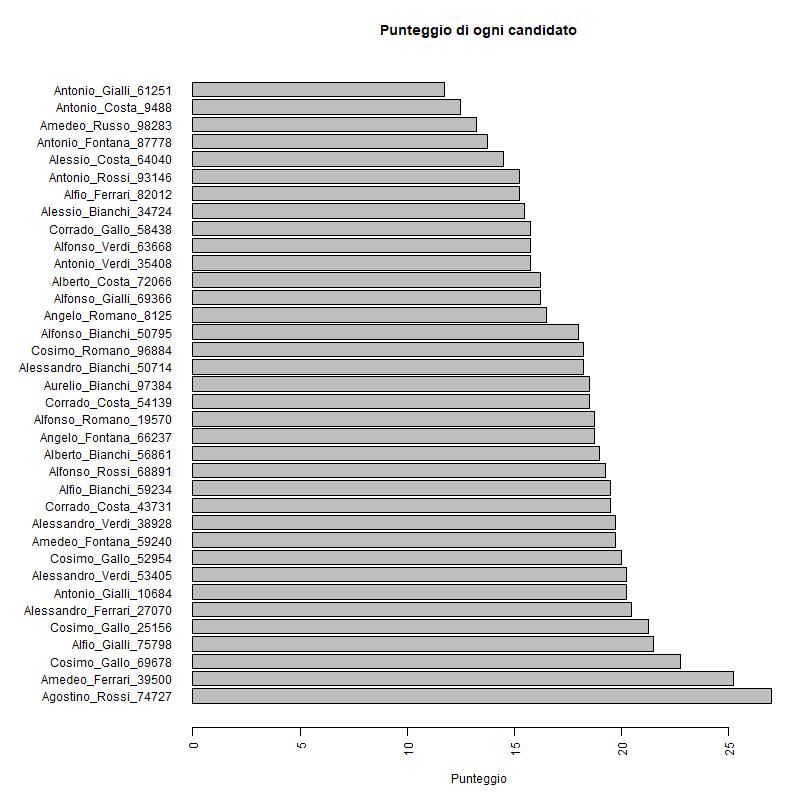 Punteggio di ogni candidato
Antonio_Gialli_61251
Antonio_Costa_9488
Amedeo_Russo_98283
Antonio_Fontana_87778
Alessio_Costa_64040
Antonio_Rossi_93146
Alfio_Ferrari_82012
Alessio_Bianchi_34724
Corrado_Gallo_58438
Alfonso_Verdi_63668
Antonio_Verdi_35408
Alberto_Costa_72066
Alfonso_Gialli_69366
Angelo_Romano_8125
Alfonso_Bianchi_50795
Cosimo_Romano_96884
Alessandro_Bianchi_50714
Aurelio_Bianchi_97384
Corrado_Costa_54139
Alfonso_Romano_19570
Angelo_Fontana_66237
Alberto_Bianchi_56861
Alfonso_Rossi_68891
Alfio_Bianchi_59234
Corrado_Costa_43731
Alessandro_Verdi_38928
Amedeo_Fontana_59240
Cosimo_Gallo_52954
Alessandro_Verdi_53405
Antonio_Gialli_10684
Alessandro_Ferrari_27070
Cosimo_Gallo_25156
Alfio_Gialli_75798
Cosimo_Gallo_69678
Amedeo_Ferrari_39500
Agostino_Rossi_74727
0 5 10 15 20 25
Punteggio